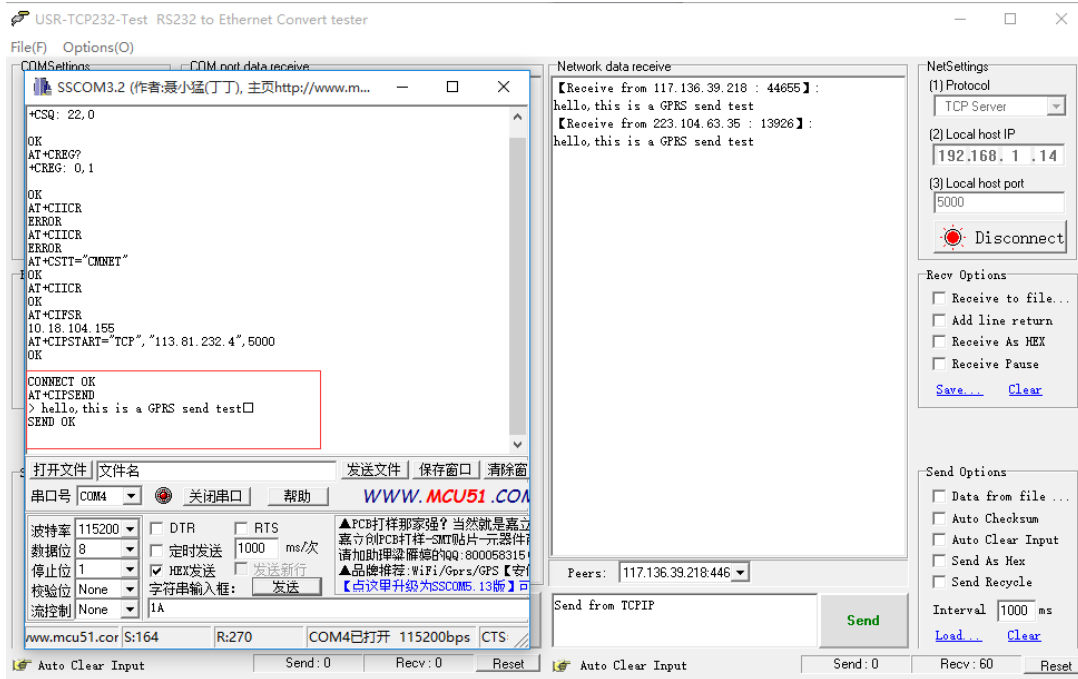 USR-TCP232-Test RS232 to Ethernet Convert tester
File(F) Options(O)
COMSettings
COM port data receive
SSCOM3.2 (作者:聂小猛(丁丁), 主页http://www.m...
+CSQ: 22,0
OK
AT+CREG?
+CREG: 0,1
OK
AT+CIICR
ERROR
AT+CIICR
ERROR
AT+CSTT="CMNET"
OK
AT+CIICR
OK
AT+CIFSR
10.18.104.155
AT+CIPSTART="TCP","113.81.232.4",5000
OK
CONNECT OK
AT+CIPSEND
> hello,this is a GPRS send test□
SEND OK
打开文件 文件名 发送文件 保存窗口 清除窗
串口号 COM4 关闭串口 帮助 WWW.MCU51.COM
波特率 115200 DTR RTS
数据位 8 定时发送 1000 ms/次
停止位 1 HEX发送 发送新行
校验位 None 字符串输入框: 发送
流控制 None 1A
▲PCB打样那家强? 当然就是嘉立
嘉立创PCB打样-SMT贴片-元器件
请加助理梁雁婷的QQ:800058315
▲品牌推荐:WiFi/Gprs/GPS【安
【点这里升级为SSCOM5.13版】可
www.mcu51.cor S:164 R:270 COM4已打开 115200bps CTS
Auto Clear Input Send: 0 Recv: 0 Reset
Network data receive
【Receive from 117.136.39.218 : 44655】:
hello,this is a GPRS send test
【Receive from 223.104.63.35 : 13926】:
hello,this is a GPRS send test
Peers: 117.136.39.218:446
Send from TCPIP
Send
Auto Clear Input Send: 0 Recv: 60 Reset
NetSettings
(1) Protocol
TCP Server
(2) Local host IP
192.168. 1 .14
(3) Local host port
5000
Disconnect
Recv Options
Receive to file...
Add line return
Receive As HEX
Receive Pause
Save... Clear
Send Options
Data from file ...
Auto Checksum
Auto Clear Input
Send As Hex
Send Recycle
Interval 1000 ms
Load... Clear